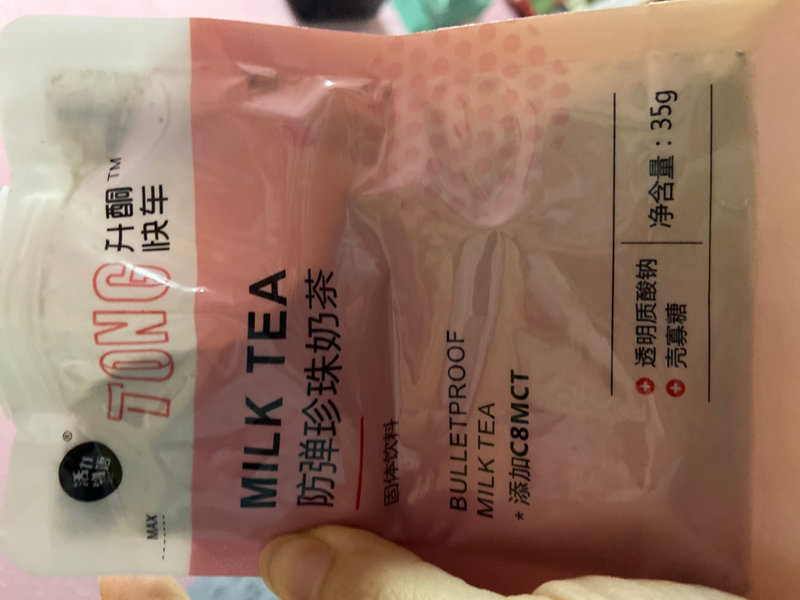 活力
®
TONG
升酮™
快车
MAX
MILK TEA
防弹珍珠奶茶
固体饮料
BULLETPROOF
MILK TEA
*添加C8MCT
透明质酸钠
壳寡糖
净含量：35g